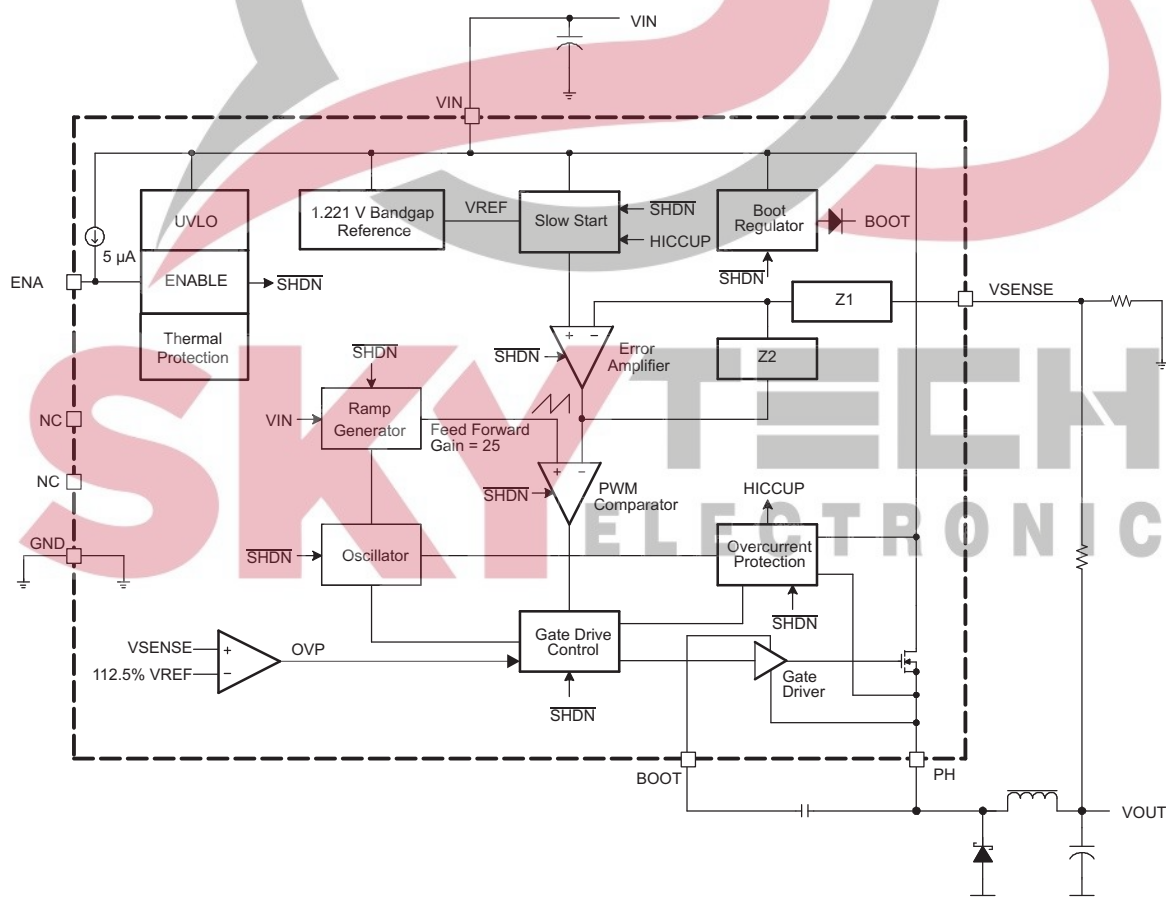 VIN
VIN
UVLO
1.221 V Bandgap
Reference
VREF
Slow Start
SHDN
HICCUP
Boot
Regulator
BOOT
SHDN
5 µA
ENA
ENABLE
SHDN
Thermal
Protection
VSENSE
Z1
Z2
+ −
SHDN
Error
Amplifier
SHDN
NC
VIN
Ramp
Generator
Feed Forward
Gain = 25
NC
+ −
SHDN
PWM
Comparator
HICCUP
GND
SHDN
Oscillator
Overcurrent
Protection
SHDN
VSENSE
+
112.5% VREF
−
OVP
Gate Drive
Control
SHDN
Gate
Driver
BOOT
PH
VOUT
SKYTECH
ELECTRONIC